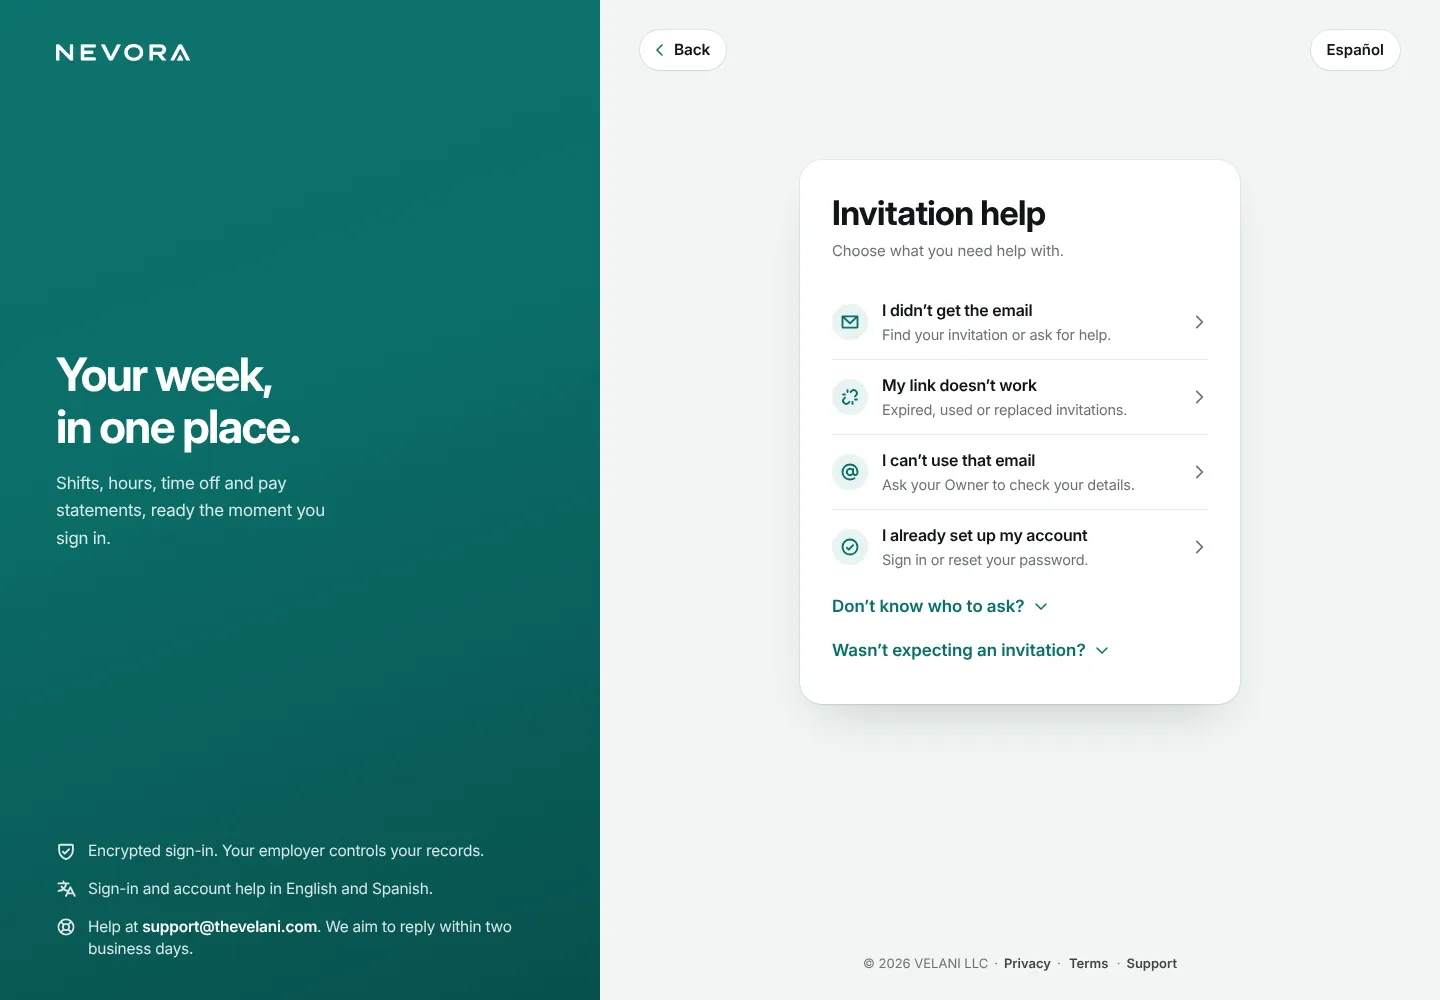 NEVORA
Your week,
in one place.
Shifts, hours, time off and pay
statements, ready the moment you
sign in.
Encrypted sign-in. Your employer controls your records.
Sign-in and account help in English and Spanish.
Help at support@thevelani.com. We aim to reply within two
business days.
Back
Español
Invitation help
Choose what you need help with.
I didn’t get the email
Find your invitation or ask for help.
My link doesn’t work
Expired, used or replaced invitations.
I can’t use that email
Ask your Owner to check your details.
I already set up my account
Sign in or reset your password.
Don’t know who to ask?
Wasn’t expecting an invitation?
© 2026 VELANI LLC · Privacy · Terms · Support